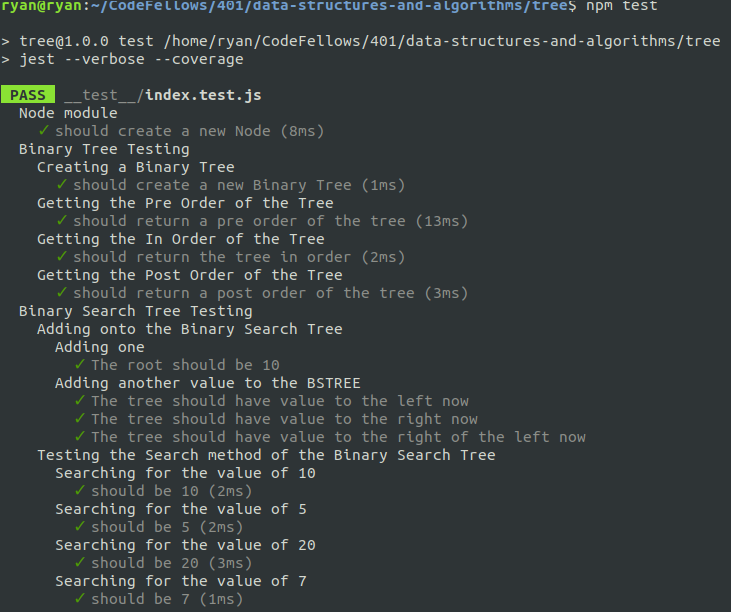 ryan@ryan:~/CodeFellows/401/data-structures-and-algorithms/tree$ npm test
> tree@1.0.0 test /home/ryan/CodeFellows/401/data-structures-and-algorithms/tree
> jest --verbose --coverage
PASS __test__/index.test.js
Node module
✓ should create a new Node (8ms)
Binary Tree Testing
Creating a Binary Tree
✓ should create a new Binary Tree (1ms)
Getting the Pre Order of the Tree
✓ should return a pre order of the tree (13ms)
Getting the In Order of the Tree
✓ should return the tree in order (2ms)
Getting the Post Order of the Tree
✓ should return a post order of the tree (3ms)
Binary Search Tree Testing
Adding onto the Binary Search Tree
Adding one
✓ The root should be 10
Adding another value to the BSTREE
✓ The tree should have value to the left now
✓ The tree should have value to the right now
✓ The tree should have value to the right of the left now
Testing the Search method of the Binary Search Tree
Searching for the value of 10
✓ should be 10 (2ms)
Searching for the value of 5
✓ should be 5 (2ms)
Searching for the value of 20
✓ should be 20 (3ms)
Searching for the value of 7
✓ should be 7 (1ms)